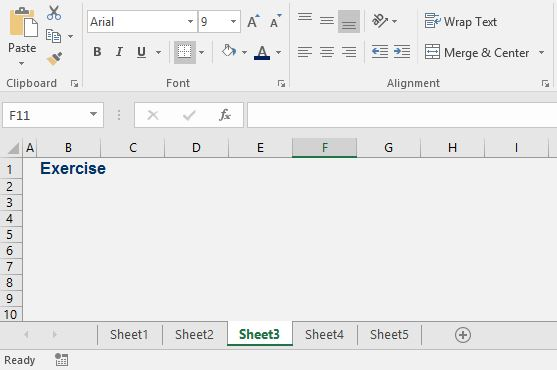 Arial
9
A
A
Wrap Text
Paste
B
I
U
A
Merge & Center
Clipboard
Font
Alignment
F11
fx
A B C D E F G H I
1 Exercise
2
3
4
5
6
7
8
9
10
Sheet1 Sheet2 Sheet3 Sheet4 Sheet5
Ready